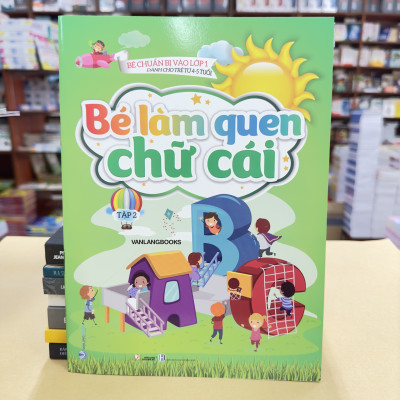 BÉ CHUẨN BỊ VÀO LỚP 1
(DÀNH CHO TRẺ TỪ 4-5 TUỔI)
Bé làm quen
chữ cái
TẬP 2
VANLANGBOOKS
A B C